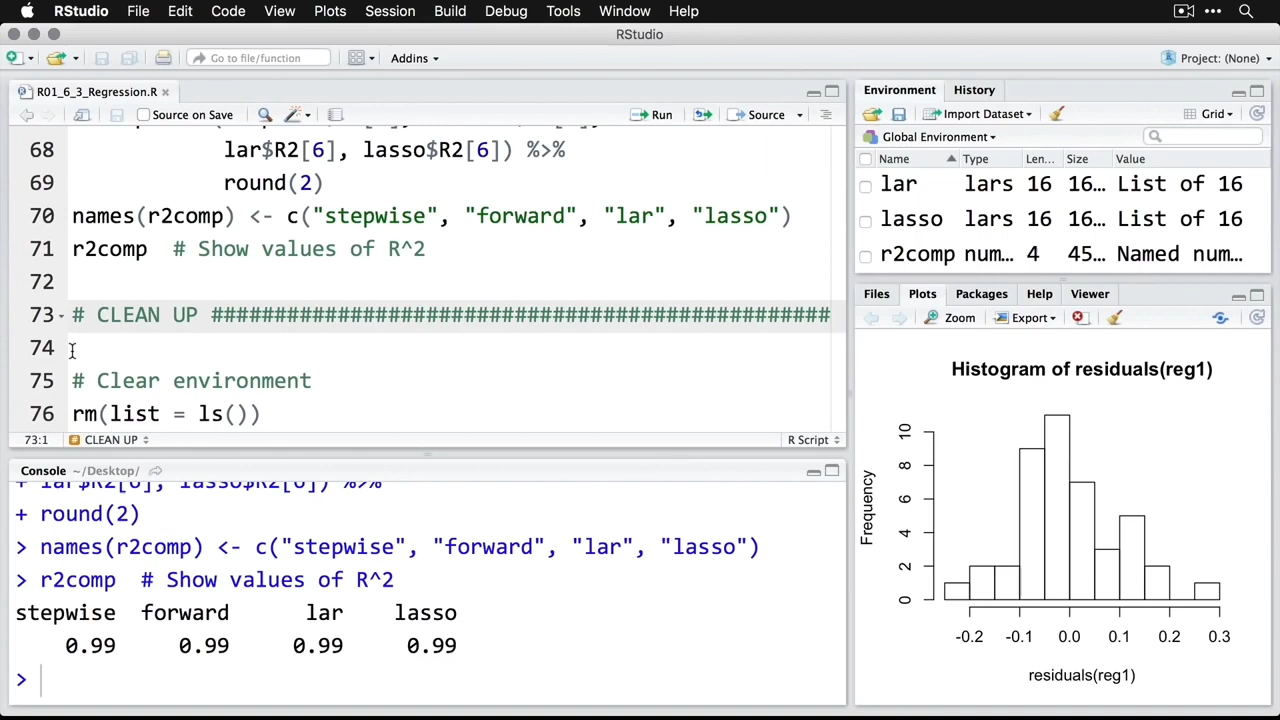 RStudio File Edit Code View Plots Session Build Debug Tools Window Help
RStudio
Go to file/function Addins Project: (None)
R01_6_3_Regression.R
Source on Save Run Source
68 lar$R2[6], lasso$R2[6]) %>%
69 round(2)
70 names(r2comp) <- c("stepwise", "forward", "lar", "lasso")
71 r2comp # Show values of R^2
72
73 # CLEAN UP #################################################
74
75 # Clear environment
76 rm(list = ls())
73:1 CLEAN UP R Script
Console ~/Desktop/
+ lar$R2[6], lasso$R2[6]) %>%
+ round(2)
> names(r2comp) <- c("stepwise", "forward", "lar", "lasso")
> r2comp # Show values of R^2
stepwise forward lar lasso
0.99 0.99 0.99 0.99
>
Environment History
Import Dataset Grid
Global Environment
Name Type Len... Size Value
lar lars 16 16... List of 16
lasso lars 16 16... List of 16
r2comp num... 4 45... Named num...
Files Plots Packages Help Viewer
Zoom Export
Histogram of residuals(reg1)
Frequency
10
8
6
4
2
0
-0.2 -0.1 0.0 0.1 0.2 0.3
residuals(reg1)